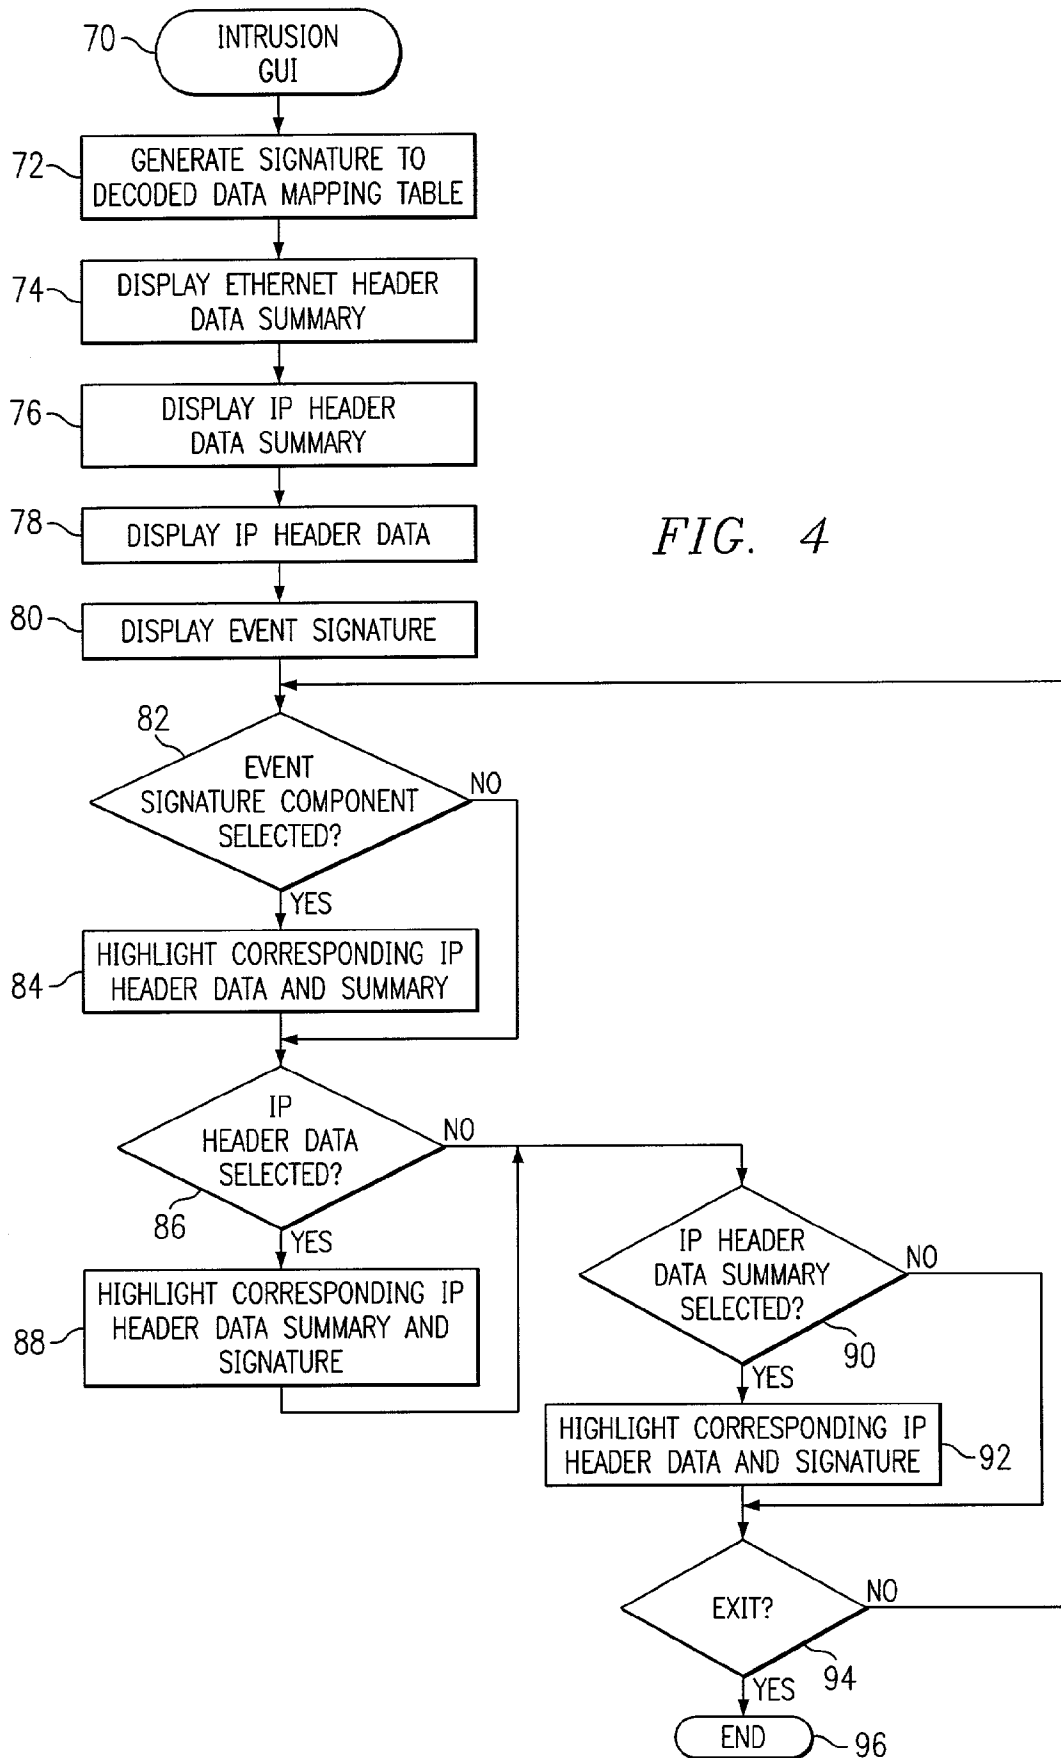 70
INTRUSION
GUI
72
GENERATE SIGNATURE TO
DECODED DATA MAPPING TABLE
74
DISPLAY ETHERNET HEADER
DATA SUMMARY
76
DISPLAY IP HEADER
DATA SUMMARY
78
DISPLAY IP HEADER DATA
FIG. 4
80
DISPLAY EVENT SIGNATURE
82
EVENT
SIGNATURE COMPONENT
SELECTED?
NO
YES
84
HIGHLIGHT CORRESPONDING IP
HEADER DATA AND SUMMARY
IP
HEADER DATA
SELECTED?
NO
86
YES
88
HIGHLIGHT CORRESPONDING IP
HEADER DATA SUMMARY AND
SIGNATURE
IP HEADER
DATA SUMMARY
SELECTED?
NO
90
YES
HIGHLIGHT CORRESPONDING IP
HEADER DATA AND SIGNATURE
92
EXIT?
NO
94
YES
END
96